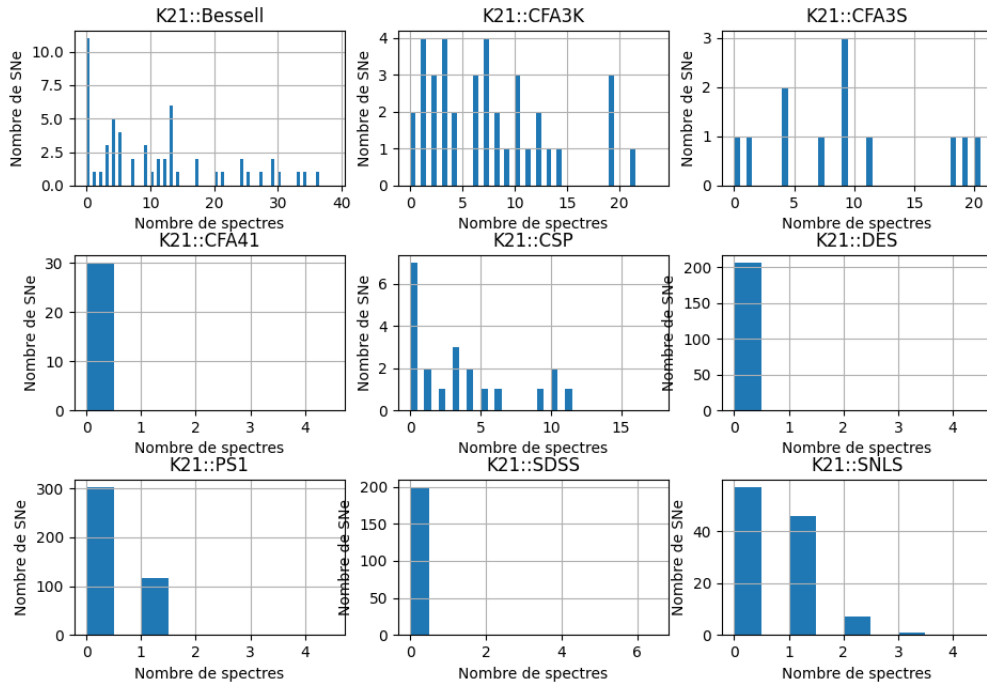 K21::Bessell
K21::CFA3K
K21::CFA3S
Nombre de SNe
10.0
7.5
5.0
2.5
0.0
0 10 20 30 40
Nombre de spectres
Nombre de SNe
4
3
2
1
0
0 5 10 15 20
Nombre de spectres
Nombre de SNe
3
2
1
0
0 5 10 15 20
Nombre de spectres
K21::CFA41
K21::CSP
K21::DES
Nombre de SNe
30
20
10
0
0 1 2 3 4
Nombre de spectres
Nombre de SNe
6
4
2
0
0 5 10 15
Nombre de spectres
Nombre de SNe
200
150
100
50
0
0 1 2 3 4
Nombre de spectres
K21::PS1
K21::SDSS
K21::SNLS
Nombre de SNe
300
200
100
0
0 1 2 3 4
Nombre de spectres
Nombre de SNe
200
150
100
50
0
0 2 4 6
Nombre de spectres
Nombre de SNe
40
20
0
0 1 2 3 4
Nombre de spectres